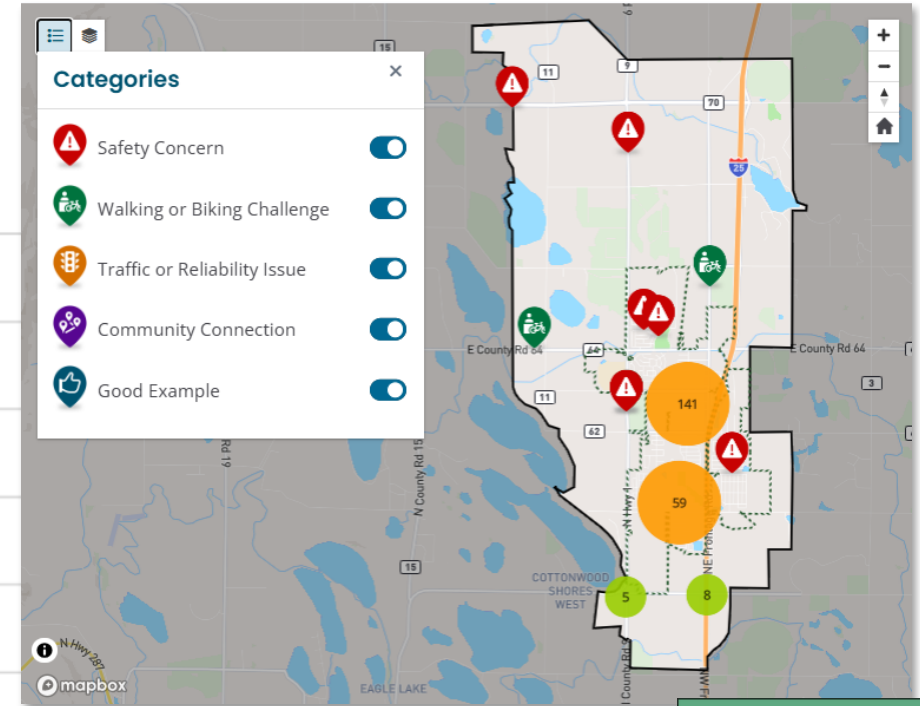 Categories
×
Safety Concern
Walking or Biking Challenge
Traffic or Reliability Issue
Community Connection
Good Example
15
11
9
70
25
E County Rd 64
64
E County Rd 64
3
11
141
62
59
N County Rd 15
Rd 19
15
COTTONWOOD
SHORES
WEST
5
8
N Hwy 287
EAGLE LAKE
mapbox